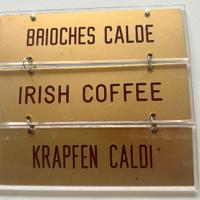 BRIOCHES CALDE
IRISH COFFEE
KRAPFEN CALDI